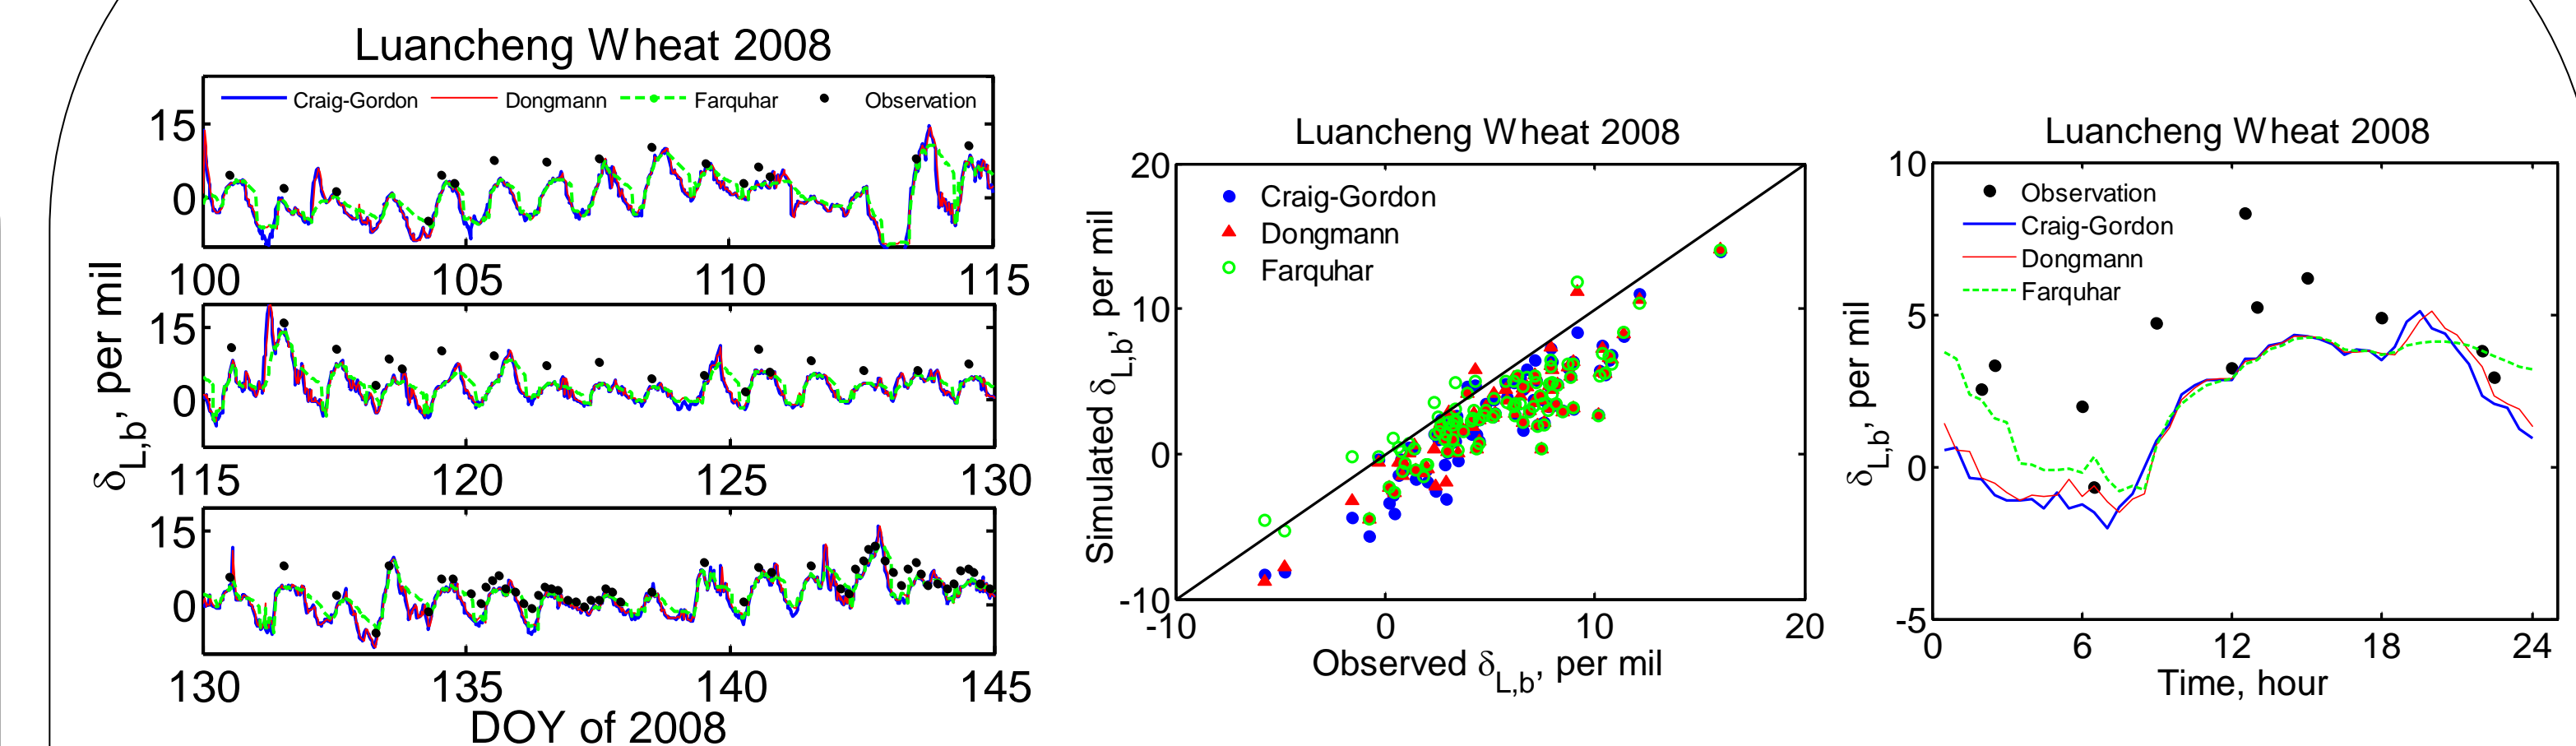 Luancheng Wheat 2008
Craig-Gordon Dongmann Farquhar Observation
15
0
100 105 110 115
15
0
115 120 125 130
15
0
130 135 140 145
DOY of 2008
δL,b, per mil
Luancheng Wheat 2008
20
10
0
-10
Craig-Gordon
Dongmann
Farquhar
Simulated δL,b, per mil
-10 0 10 20
Observed δL,b, per mil
Luancheng Wheat 2008
10
5
0
-5
Observation
Craig-Gordon
Dongmann
Farquhar
δL,b, per mil
0 6 12 18 24
Time, hour